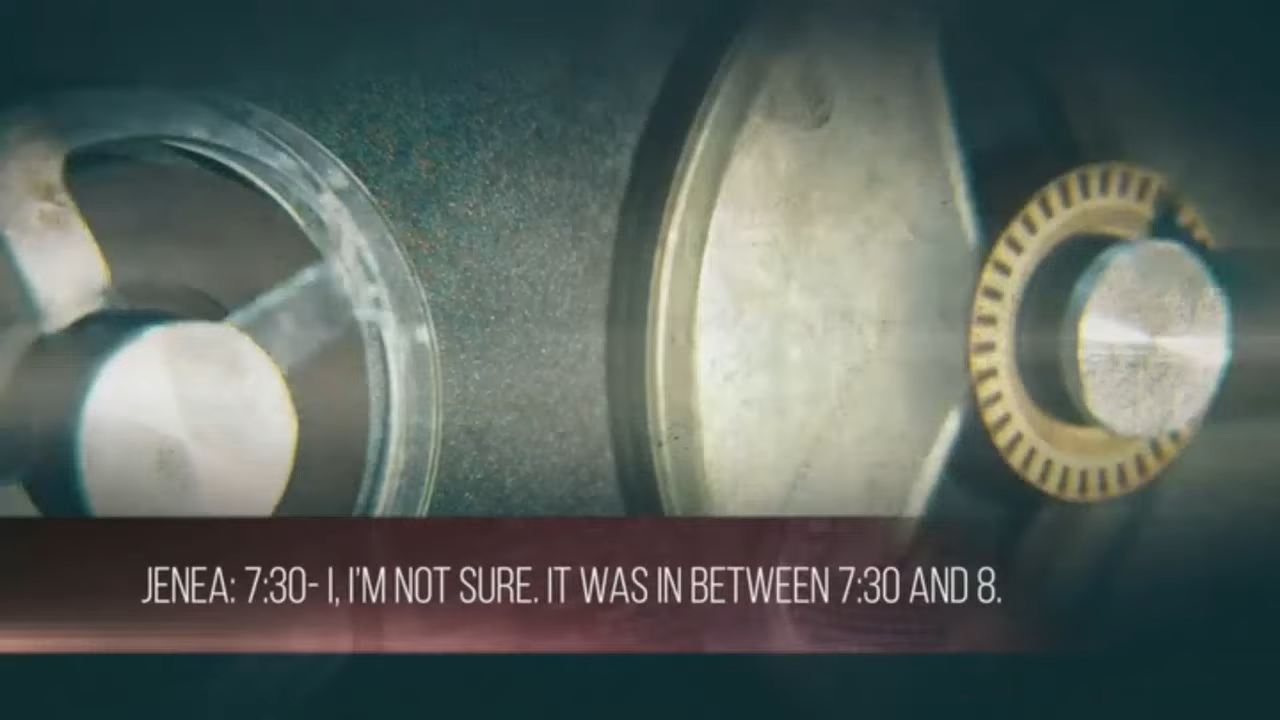 JENEA: 7:30- I, I'M NOT SURE. IT WAS IN BETWEEN 7:30 AND 8.